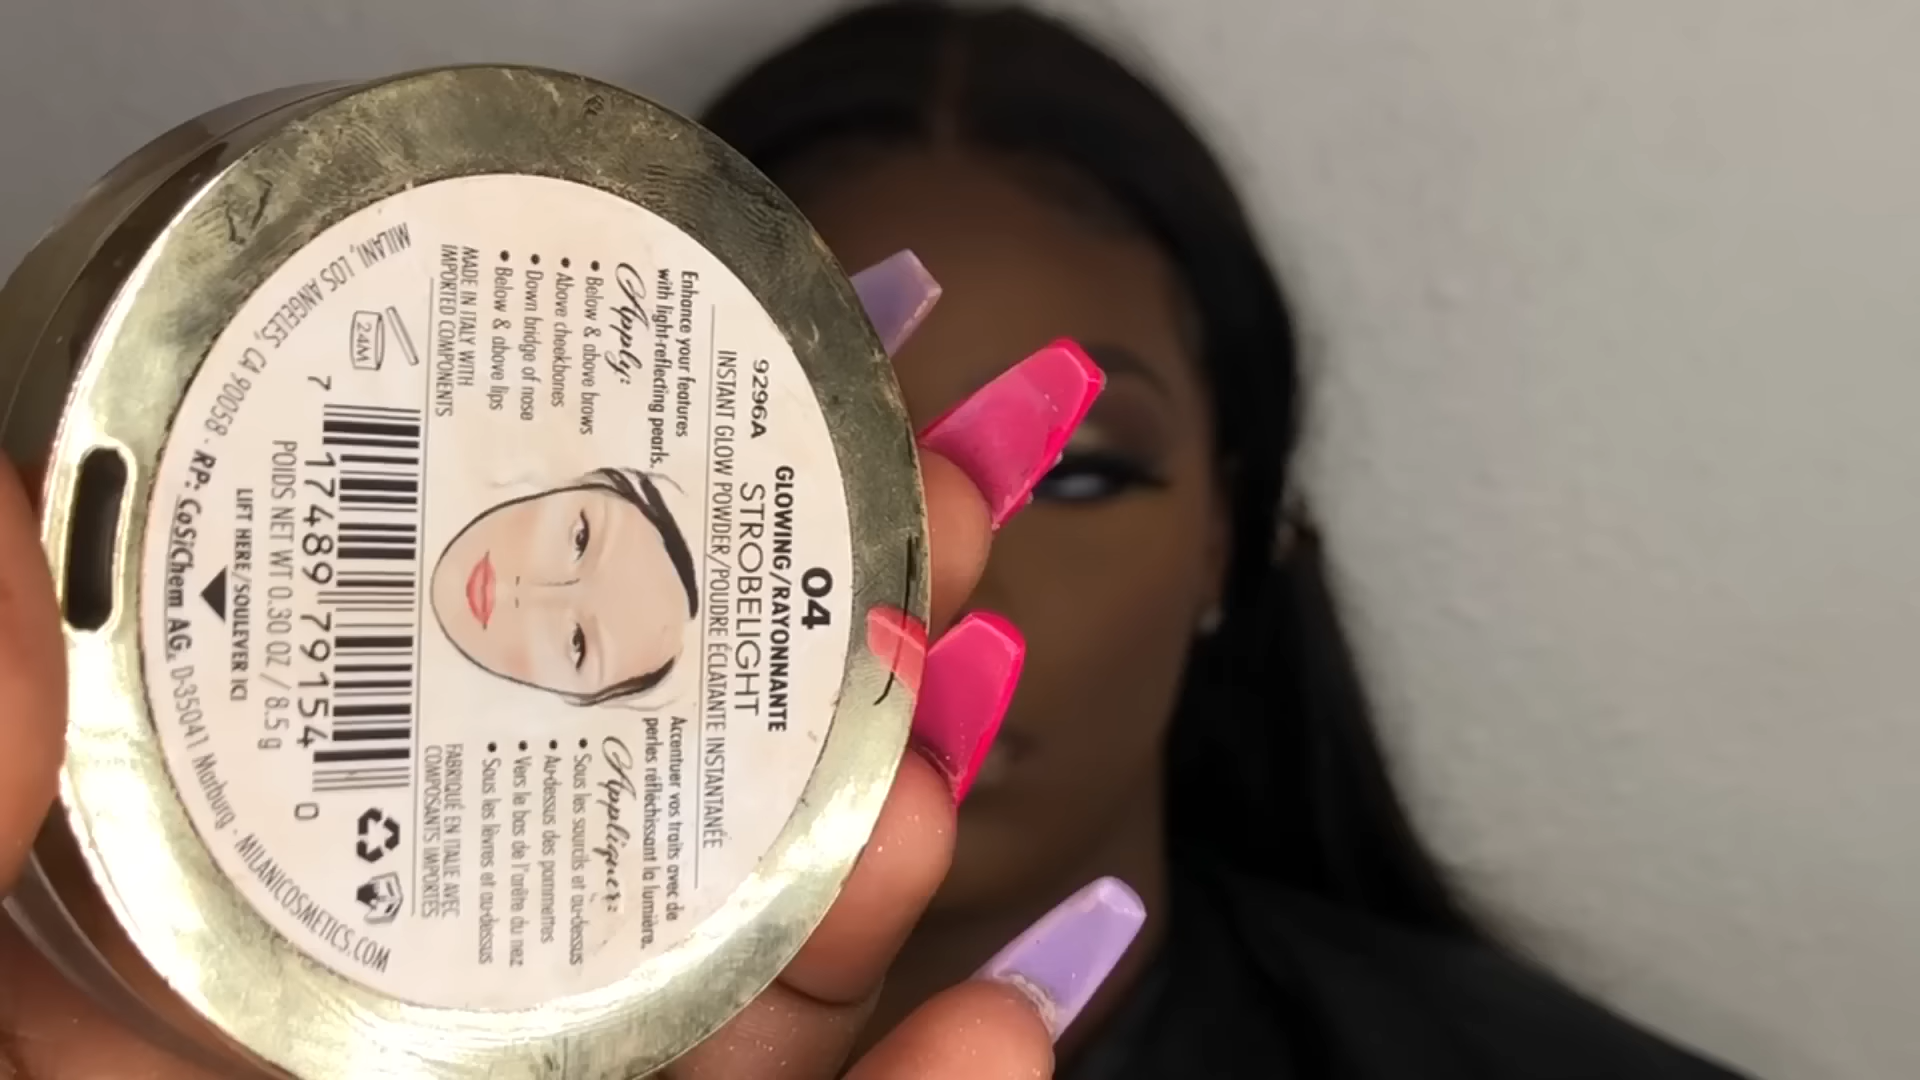 04
GLOWING/RAYONNANTE
9296A STROBELIGHT
INSTANT GLOW POWDER/POUDRE ÉCLATANTE INSTANTANÉE
Enhance your features
with light-reflecting pearls.
Apply:
• Below & above brows
• Above cheekbones
• Down bridge of nose
• Below & above lips
MADE IN ITALY WITH
IMPORTED COMPONENTS
Accentuer vos traits avec de
perles réfléchissant la lumière.
Appliquer:
• Sous les sourcils et au-dessus
• Au-dessus des pommettes
• Vers le bas de l'arête du nez
• Sous les lèvres et au-dessus
FABRIQUÉ EN ITALIE AVEC
COMPOSANTS IMPORTÉS
24M
7 17489 79154 0
POIDS NET WT 0.30 OZ / 8.5 g
LIFT HERE/SOULEVER ICI
MILANI, LOS ANGELES, CA 90058 · RP: CoSiChem AG, D-35041 Marburg · MILANICOSMETICS.COM